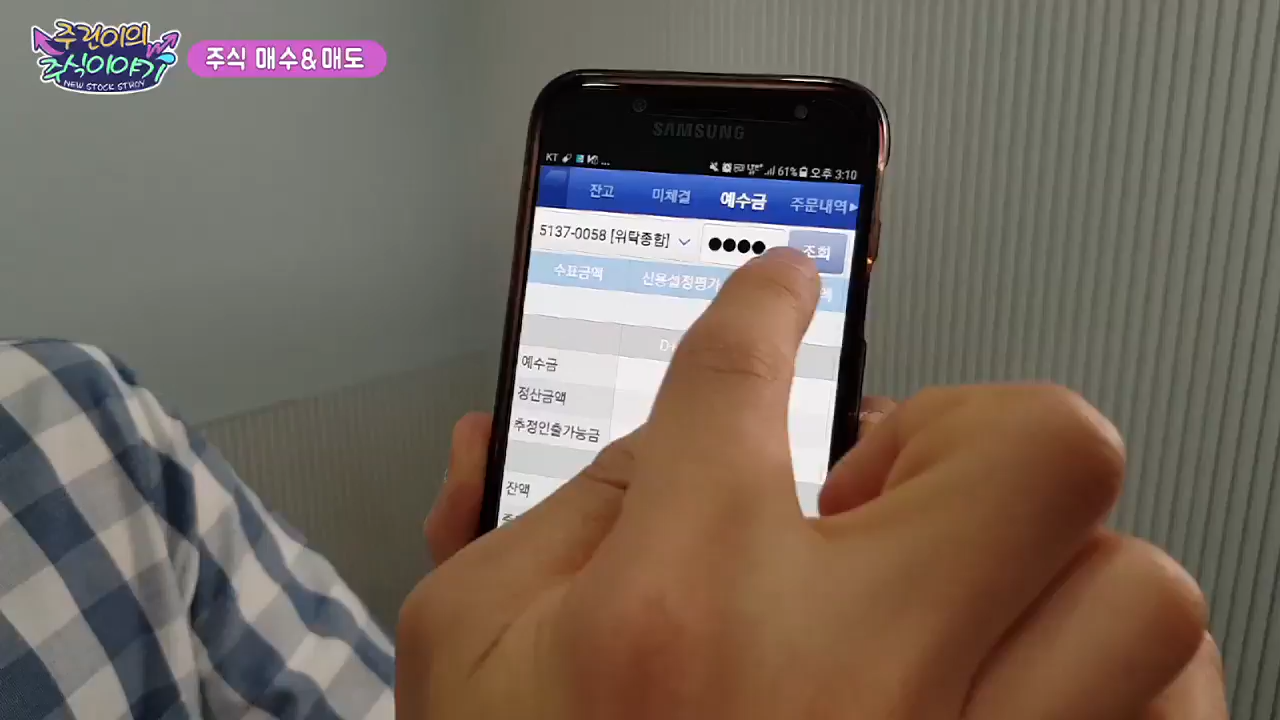 주건이의
주식이야기
NEW STOCK STUDY
주식 매수&매도
SAMSUNG
KT
61% 오후 3:10
잔고 미체결 예수금 주문내역
5137-0058 [위탁종합] ●●●● 조회
수표금액 신용설정평가 액
예수금
정산금액
추정인출가능금
잔액